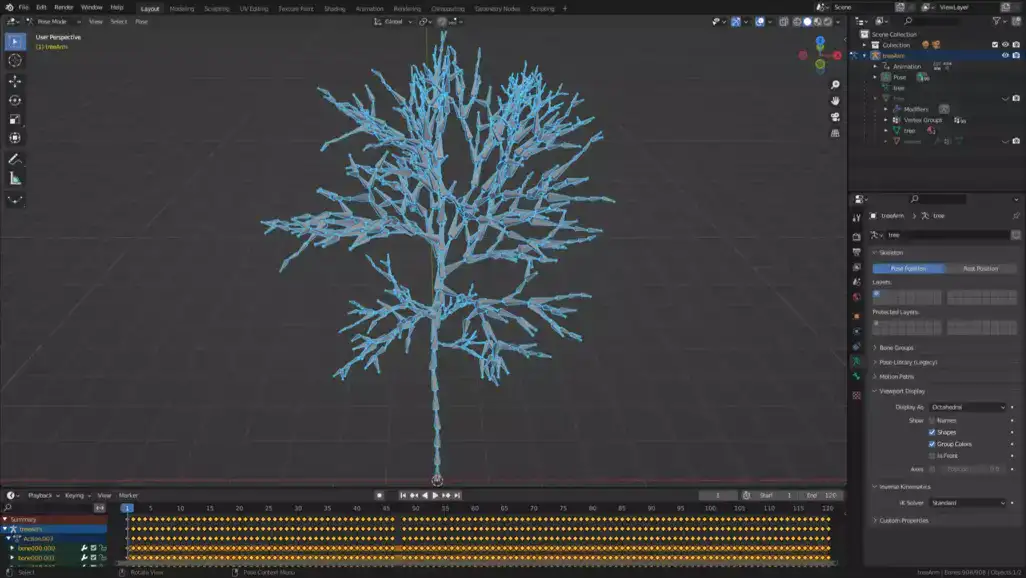 File Edit Render Window Help Layout Modeling Sculpting UV Editing Texture Paint Shading Animation Rendering Compositing Geometry Nodes Scripting + Scene ViewLayer
Pose Mode View Select Pose Global
User Perspective
(1) treeArm
Scene Collection
Collection
treeArm
Animation
Pose
tree
Modifiers
Vertex Groups
tree
treeArm > tree
tree
Skeleton
Pose Position Rest Position
Layers:
Protected Layers:
Bone Groups
Pose Library (Legacy)
Motion Paths
Viewport Display
Display As Octahedral
Show Names
Shapes
Group Colors
In Front
Axes Position 0.0
Inverse Kinematics
IK Solver Standard
Custom Properties
Playback Keying View Marker 1 Start 1 End 120
1 5 10 15 20 25 30 35 40 45 50 55 60 65 70 75 80 85 90 95 100 105 110 115 120
Summary
treeArm
Action.003
bone000.000
bone000.001
Select Rotate View Pose Context Menu treeArm | Bones:908/908 | Objects:1/2